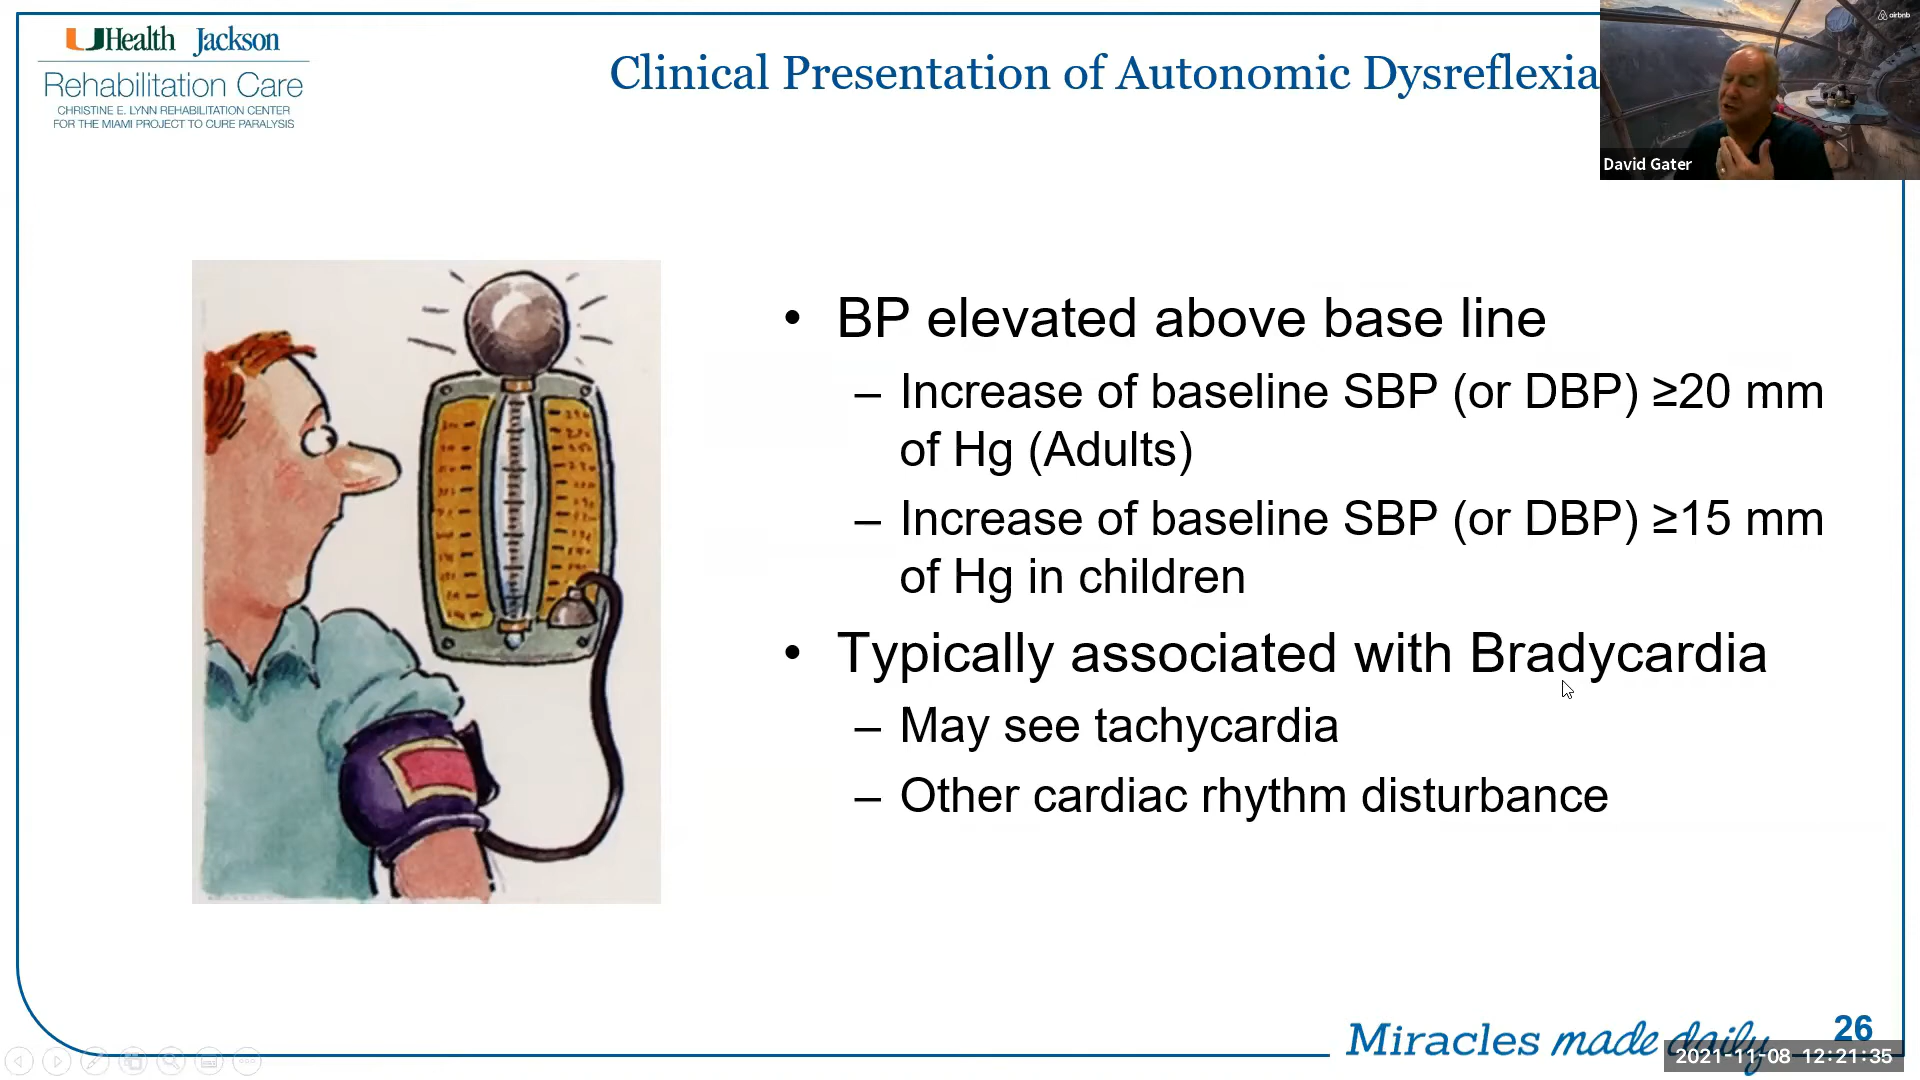 UHealth Jackson
Rehabilitation Care
CHRISTINE E. LYNN REHABILITATION CENTER
FOR THE MIAMI PROJECT TO CURE PARALYSIS
Clinical Presentation of Autonomic Dysreflexia
airbnb
David Gater
• BP elevated above base line
– Increase of baseline SBP (or DBP) ≥20 mm
of Hg (Adults)
– Increase of baseline SBP (or DBP) ≥15 mm
of Hg in children
• Typically associated with Bradycardia
– May see tachycardia
– Other cardiac rhythm disturbance
Miracles made daily
26
2021-11-08 12:21:35